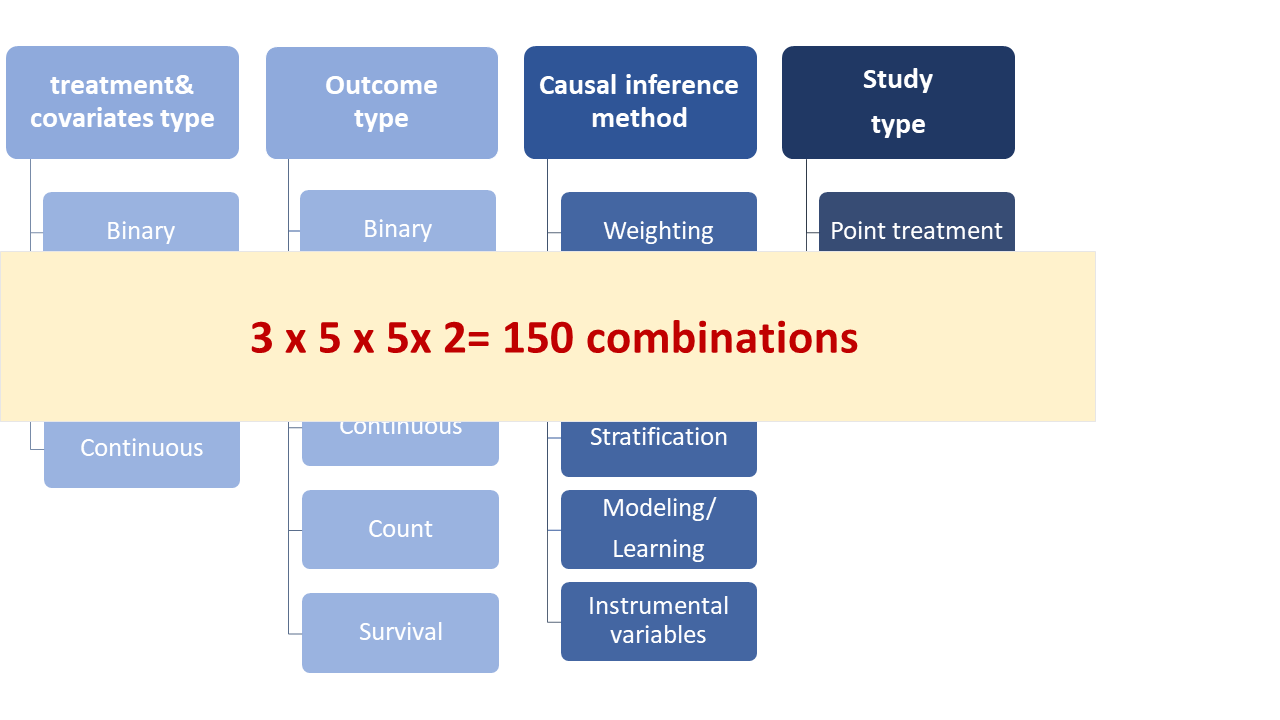 treatment&
covariates type
Outcome
type
Causal inference
method
Study
type
Binary
Binary
Weighting
Point treatment
3 x 5 x 5x 2= 150 combinations
Continuous
Continuous
Stratification
Count
Modeling/
Learning
Survival
Instrumental
variables